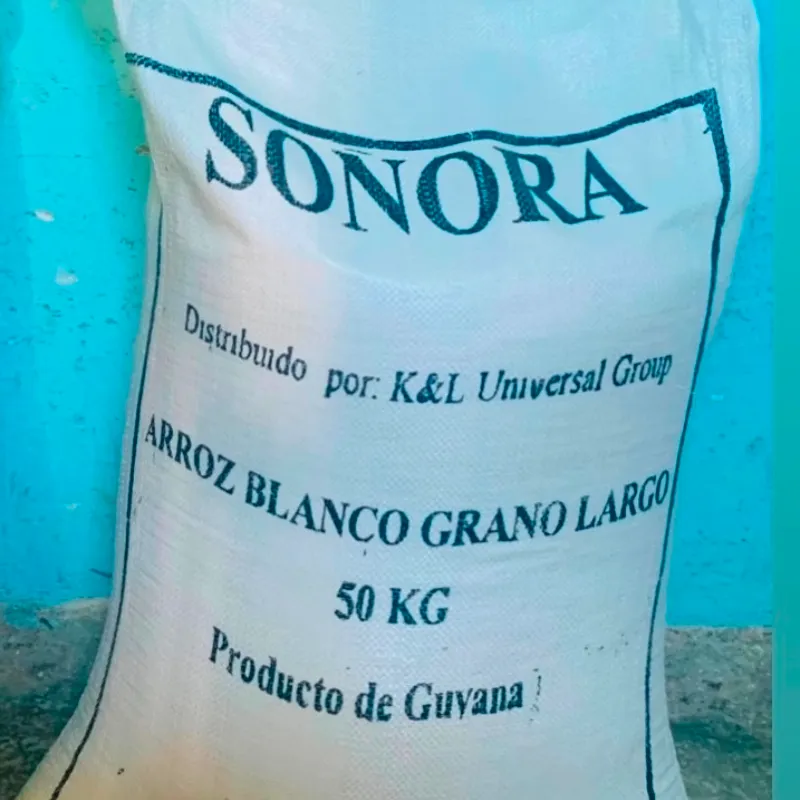 SONORA
Distribuido por: K&L Universal Group
ARROZ BLANCO GRANO LARGO
50 KG
Producto de Guyana